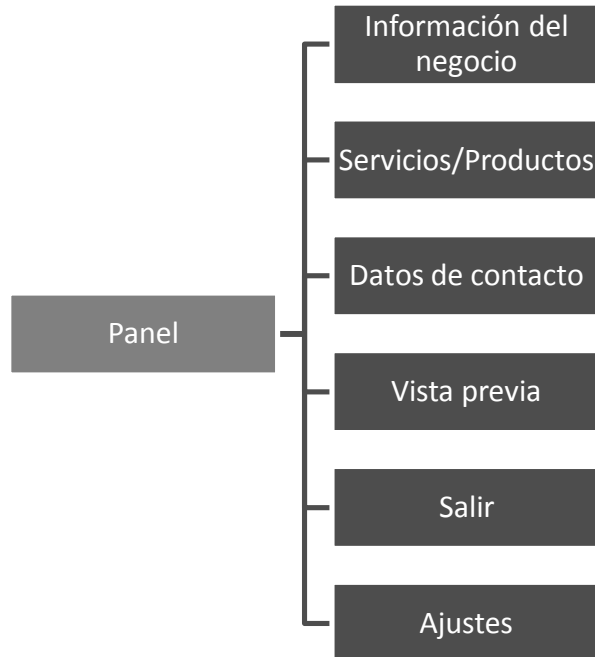 Información del
negocio
Servicios/Productos
Datos de contacto
Panel
Vista previa
Salir
Ajustes